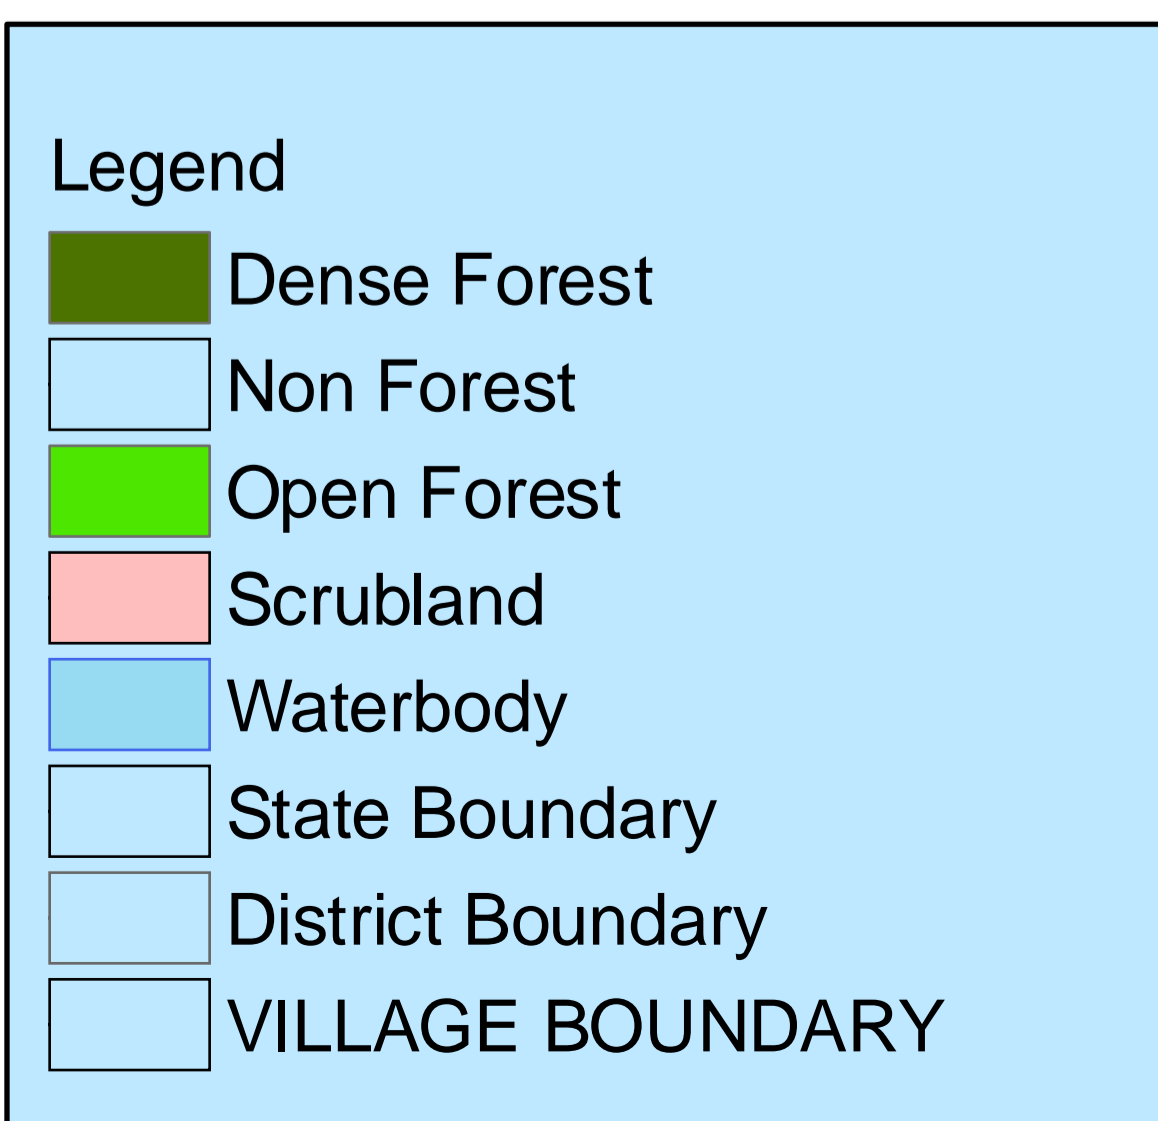 Legend
Dense Forest
Non Forest
Open Forest
Scrubland
Waterbody
State Boundary
District Boundary
VILLAGE BOUNDARY